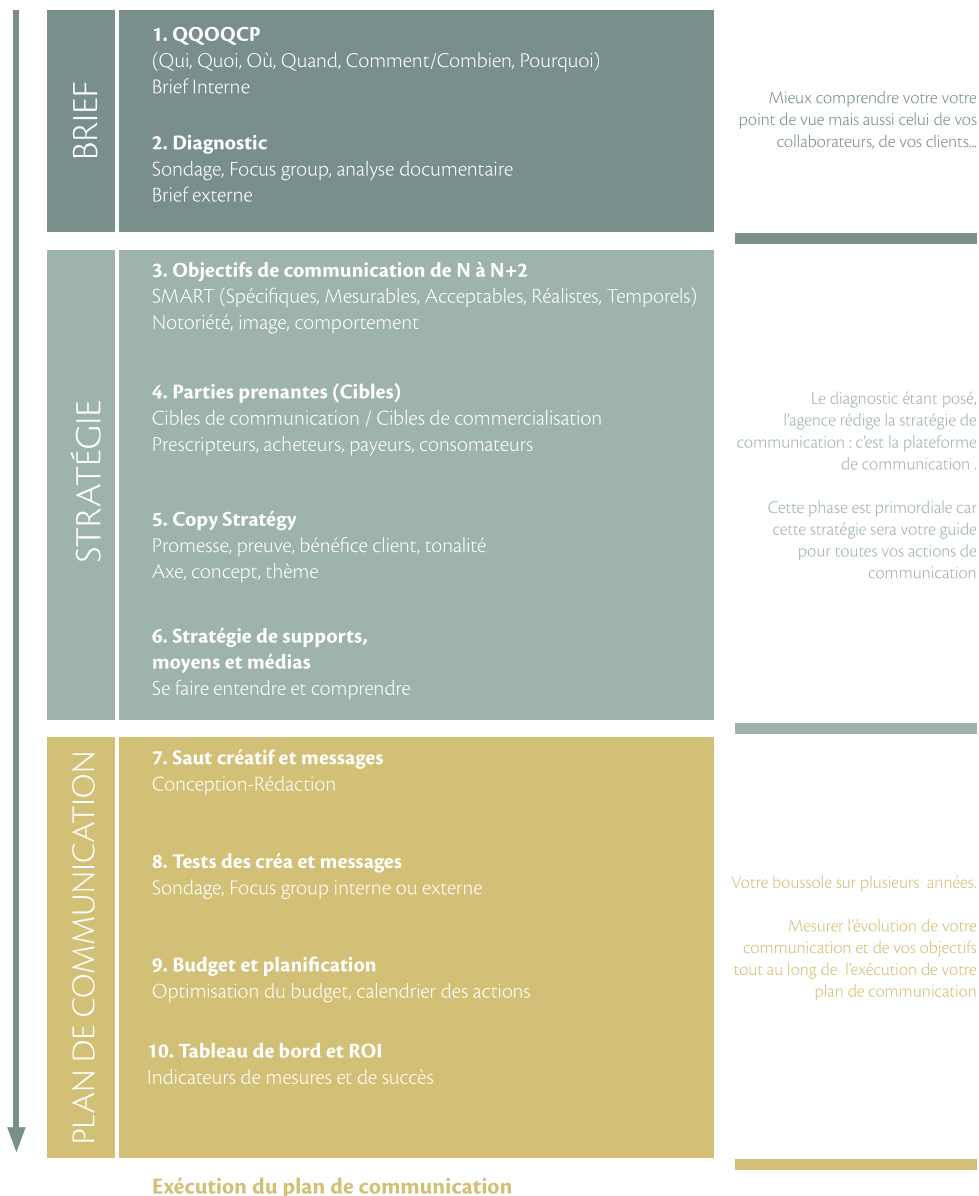 BRIEF
1. QQOQCP
(Qui, Quoi, Où, Quand, Comment/Combien, Pourquoi)
Brief Interne
2. Diagnostic
Sondage, Focus group, analyse documentaire
Brief externe
Mieux comprendre votre votre
point de vue mais aussi celui de vos
collaborateurs, de vos clients...
STRATÉGIE
3. Objectifs de communication de N à N+2
SMART (Spécifiques, Mesurables, Acceptables, Réalistes, Temporels)
Notoriété, image, comportement
4. Parties prenantes (Cibles)
Cibles de communication / Cibles de commercialisation
Prescripteurs, acheteurs, payeurs, consomateurs
5. Copy Stratégy
Promesse, preuve, bénéfice client, tonalité
Axe, concept, thème
6. Stratégie de supports,
moyens et médias
Se faire entendre et comprendre
Le diagnostic étant posé,
l'agence rédige la stratégie de
communication : c'est la plateforme
de communication .
Cette phase est primordiale car
cette stratégie sera votre guide
pour toutes vos actions de
communication
PLAN DE COMMUNICATION
7. Saut créatif et messages
Conception-Rédaction
8. Tests des créa et messages
Sondage, Focus group interne ou externe
9. Budget et planification
Optimisation du budget, calendrier des actions
10. Tableau de bord et ROI
Indicateurs de mesures et de succès
Votre boussole sur plusieurs  années.
Mesurer l'évolution de votre
communication et de vos objectifs
tout au long de  l'exécution de votre
plan de communication
Exécution du plan de communication